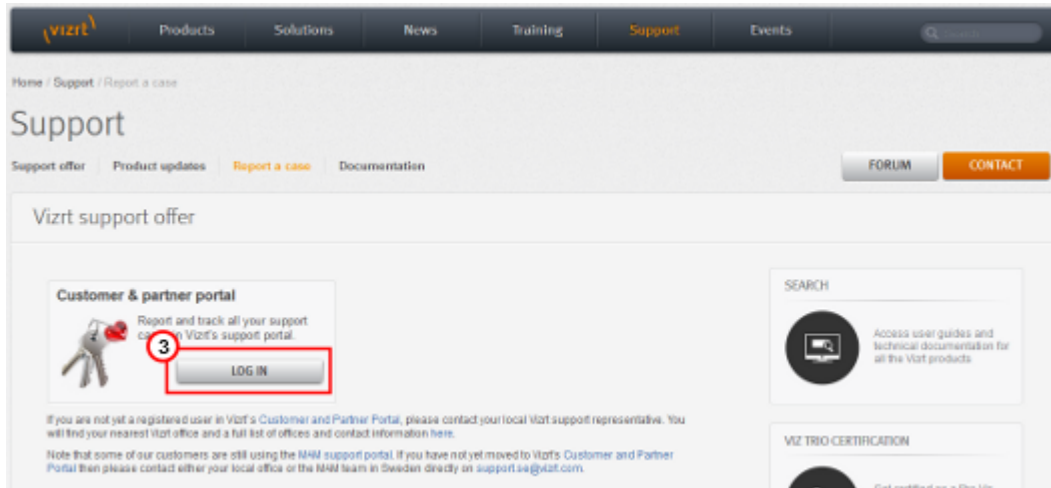 vizrt Products Solutions News Training Support Events Search
Home / Support / Report a case
Support
Support offer Product updates Report a case Documentation
FORUM CONTACT
Vizrt support offer
Customer & partner portal
Report and track all your support
in Vizrt's support portal.
3
LOG IN
If you are not yet a registered user in Vizrt's Customer and Partner Portal, please contact your local Vizrt support representative. You
will find your nearest Vizrt office and a full list of offices and contact information here.
Note that some of our customers are still using the M4M support portal. If you have not yet moved to Vizrt's Customer and Partner
Portal then please contact either your local office or the M4M team in Sweden directly on support.se@vizrt.com.
SEARCH
Access user guides and
technical documentation for
all the Vizrt products
VIZ TRIO CERTIFICATION